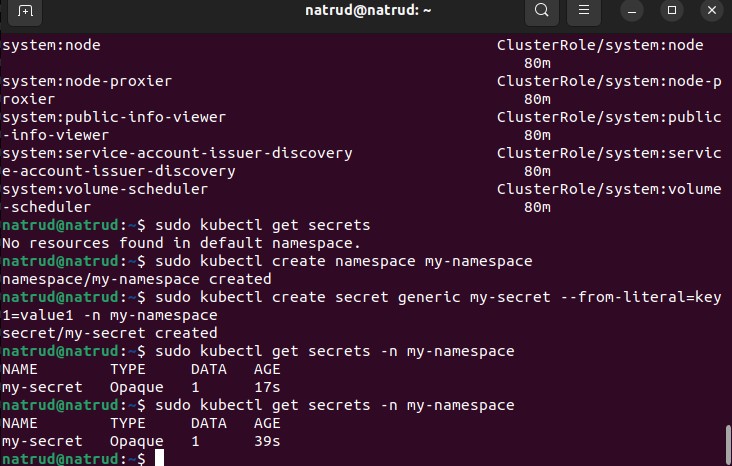 natrud@natrud: ~
system:node ClusterRole/system:node
80m
system:node-proxier ClusterRole/system:node-p
roxier 80m
system:public-info-viewer ClusterRole/system:public
-info-viewer 80m
system:service-account-issuer-discovery ClusterRole/system:servic
e-account-issuer-discovery 80m
system:volume-scheduler ClusterRole/system:volume
-scheduler 80m
natrud@natrud:~$ sudo kubectl get secrets
No resources found in default namespace.
natrud@natrud:~$ sudo kubectl create namespace my-namespace
namespace/my-namespace created
natrud@natrud:~$ sudo kubectl create secret generic my-secret --from-literal=key
1=value1 -n my-namespace
secret/my-secret created
natrud@natrud:~$ sudo kubectl get secrets -n my-namespace
NAME TYPE DATA AGE
my-secret Opaque 1 17s
natrud@natrud:~$ sudo kubectl get secrets -n my-namespace
NAME TYPE DATA AGE
my-secret Opaque 1 39s
natrud@natrud:~$